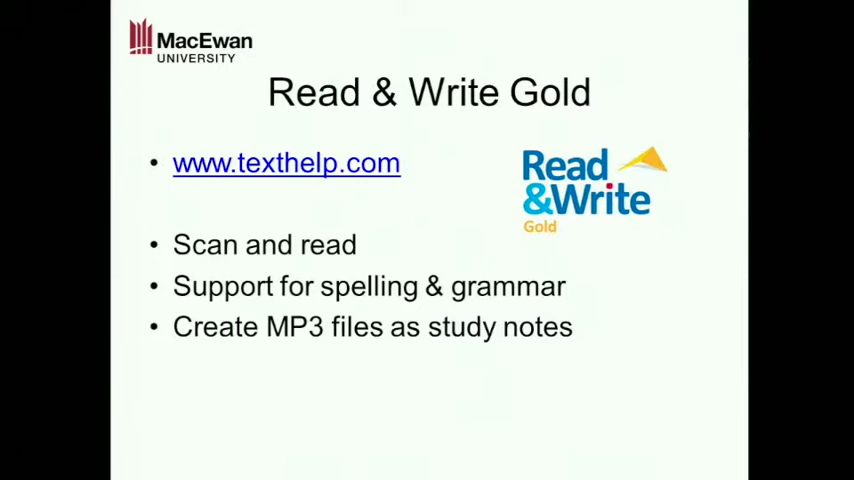 MacEwan
UNIVERSITY
Read & Write Gold
• www.texthelp.com
Read
&Write
Gold
• Scan and read
• Support for spelling & grammar
• Create MP3 files as study notes